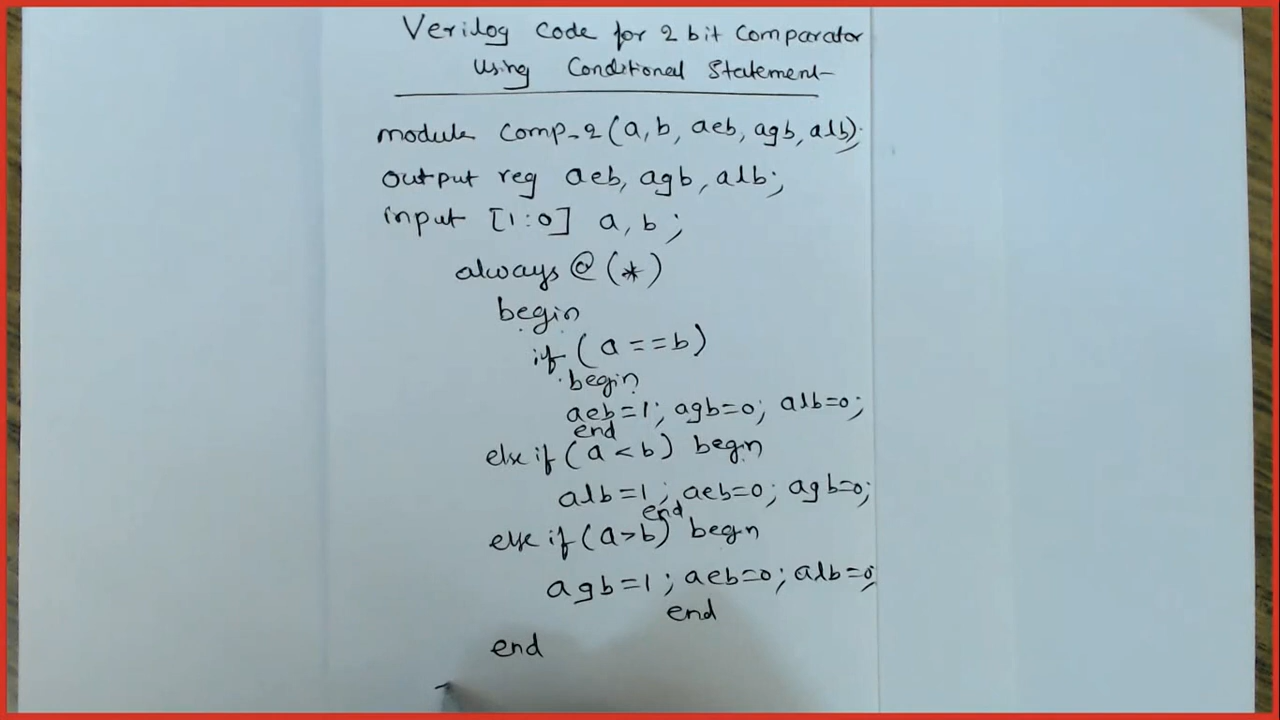 Verilog Code for 2 bit Comparator
Using Conditional Statement
module Comp_2(a, b, aeb, agb, alb);
output reg aeb, agb, alb;
input [1:0] a, b;
always @(*)
begin
if (a==b)
begin
aeb=1; agb=0; alb=0;
end
else if (a<b) begin
alb=1; aeb=0; agb=0;
end
else if (a>b) begin
agb=1; aeb=0; alb=0;
end
end